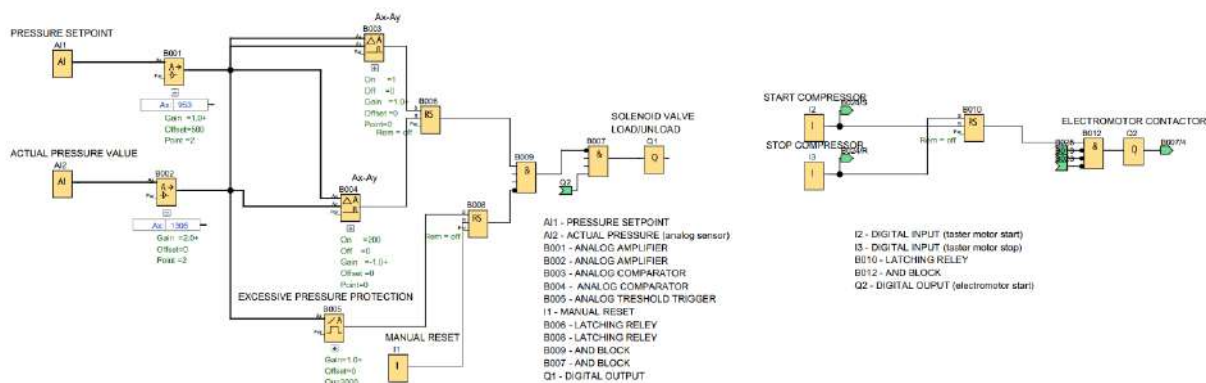 PRESSURE SETPOINT
AI1
AI
B001
Ax 953
Gain =1.0+
Offset=500
Point =2
ACTUAL PRESSURE VALUE
AI2
AI
B002
Ax 1305
Gain =2.0+
Offset=0
Point =2
Ax-Ay
B003
On =1
Off =0
Gain =1.0+
Offset =0
Point=0
Ax-Ay
B004
On =200
Off =0
Gain =-1.0+
Offset =0
Point=0
EXCESSIVE PRESSURE PROTECTION
B005
Gain=1.0+
Offset=0
MANUAL RESET
I1
I
B006
RS
Rem = off
B008
RS
Rem = off
B009
&
B007
&
Q2
SOLENOID VALVE
LOAD/UNLOAD
Q1
Q
AI1 - PRESSURE SETPOINT
AI2 - ACTUAL PRESSURE (analog sensor)
B001 - ANALOG AMPLIFIER
B002 - ANALOG AMPLIFIER
B003 - ANALOG COMPARATOR
B004 - ANALOG COMPARATOR
B005 - ANALOG TRESHOLD TRIGGER
I1 - MANUAL RESET
B006 - LATCHING RELEY
B008 - LATCHING RELEY
B009 - AND BLOCK
B007 - AND BLOCK
Q1 - DIGITAL OUTPUT
START COMPRESSOR
I2
I
STOP COMPRESSOR
I3
I
B010
RS
Rem = off
ELECTROMOTOR CONTACTOR
B012
&
Q2
Q
B007/4
I2 - DIGITAL INPUT (taster motor start)
I3 - DIGITAL INPUT (taster motor stop)
B010 - LATCHING RELEY
B012 - AND BLOCK
Q2 - DIGITAL OUPUT (electromotor start)